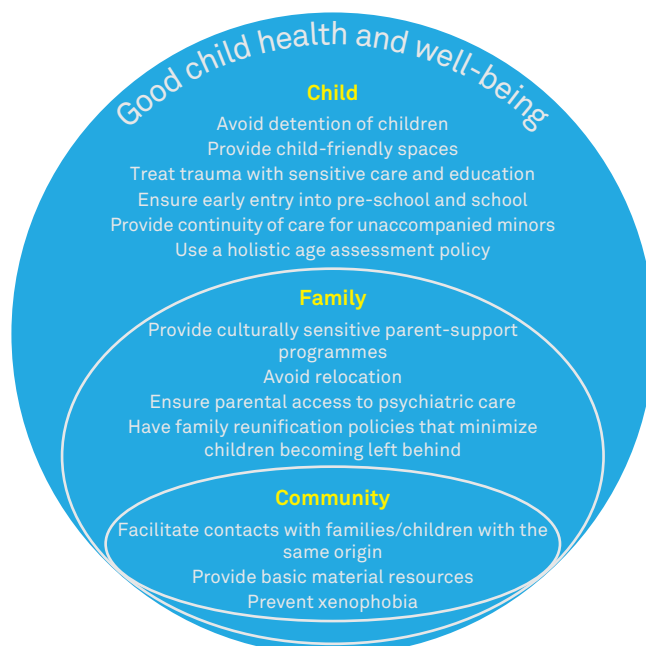 Good child health and well-being
Child
Avoid detention of children
Provide child-friendly spaces
Treat trauma with sensitive care and education
Ensure early entry into pre-school and school
Provide continuity of care for unaccompanied minors
Use a holistic age assessment policy
Family
Provide culturally sensitive parent-support
programmes
Avoid relocation
Ensure parental access to psychiatric care
Have family reunification policies that minimize
children becoming left behind
Community
Facilitate contacts with families/children with the
same origin
Provide basic material resources
Prevent xenophobia